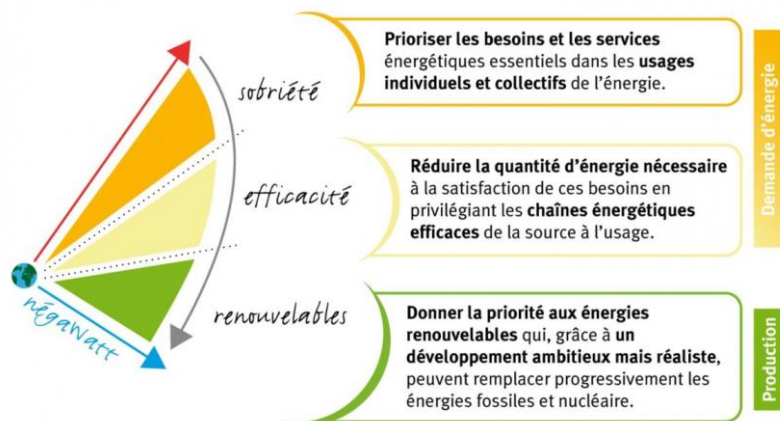 sobriété
Prioriser les besoins et les services
énergétiques essentiels dans les usages
individuels et collectifs de l'énergie.
efficacité
Réduire la quantité d'énergie nécessaire
à la satisfaction de ces besoins en
privilégiant les chaînes énergétiques
efficaces de la source à l'usage.
Demande d'énergie
renouvelables
Donner la priorité aux énergies
renouvelables qui, grâce à un
développement ambitieux mais réaliste,
peuvent remplacer progressivement les
énergies fossiles et nucléaire.
Production
négaWatt